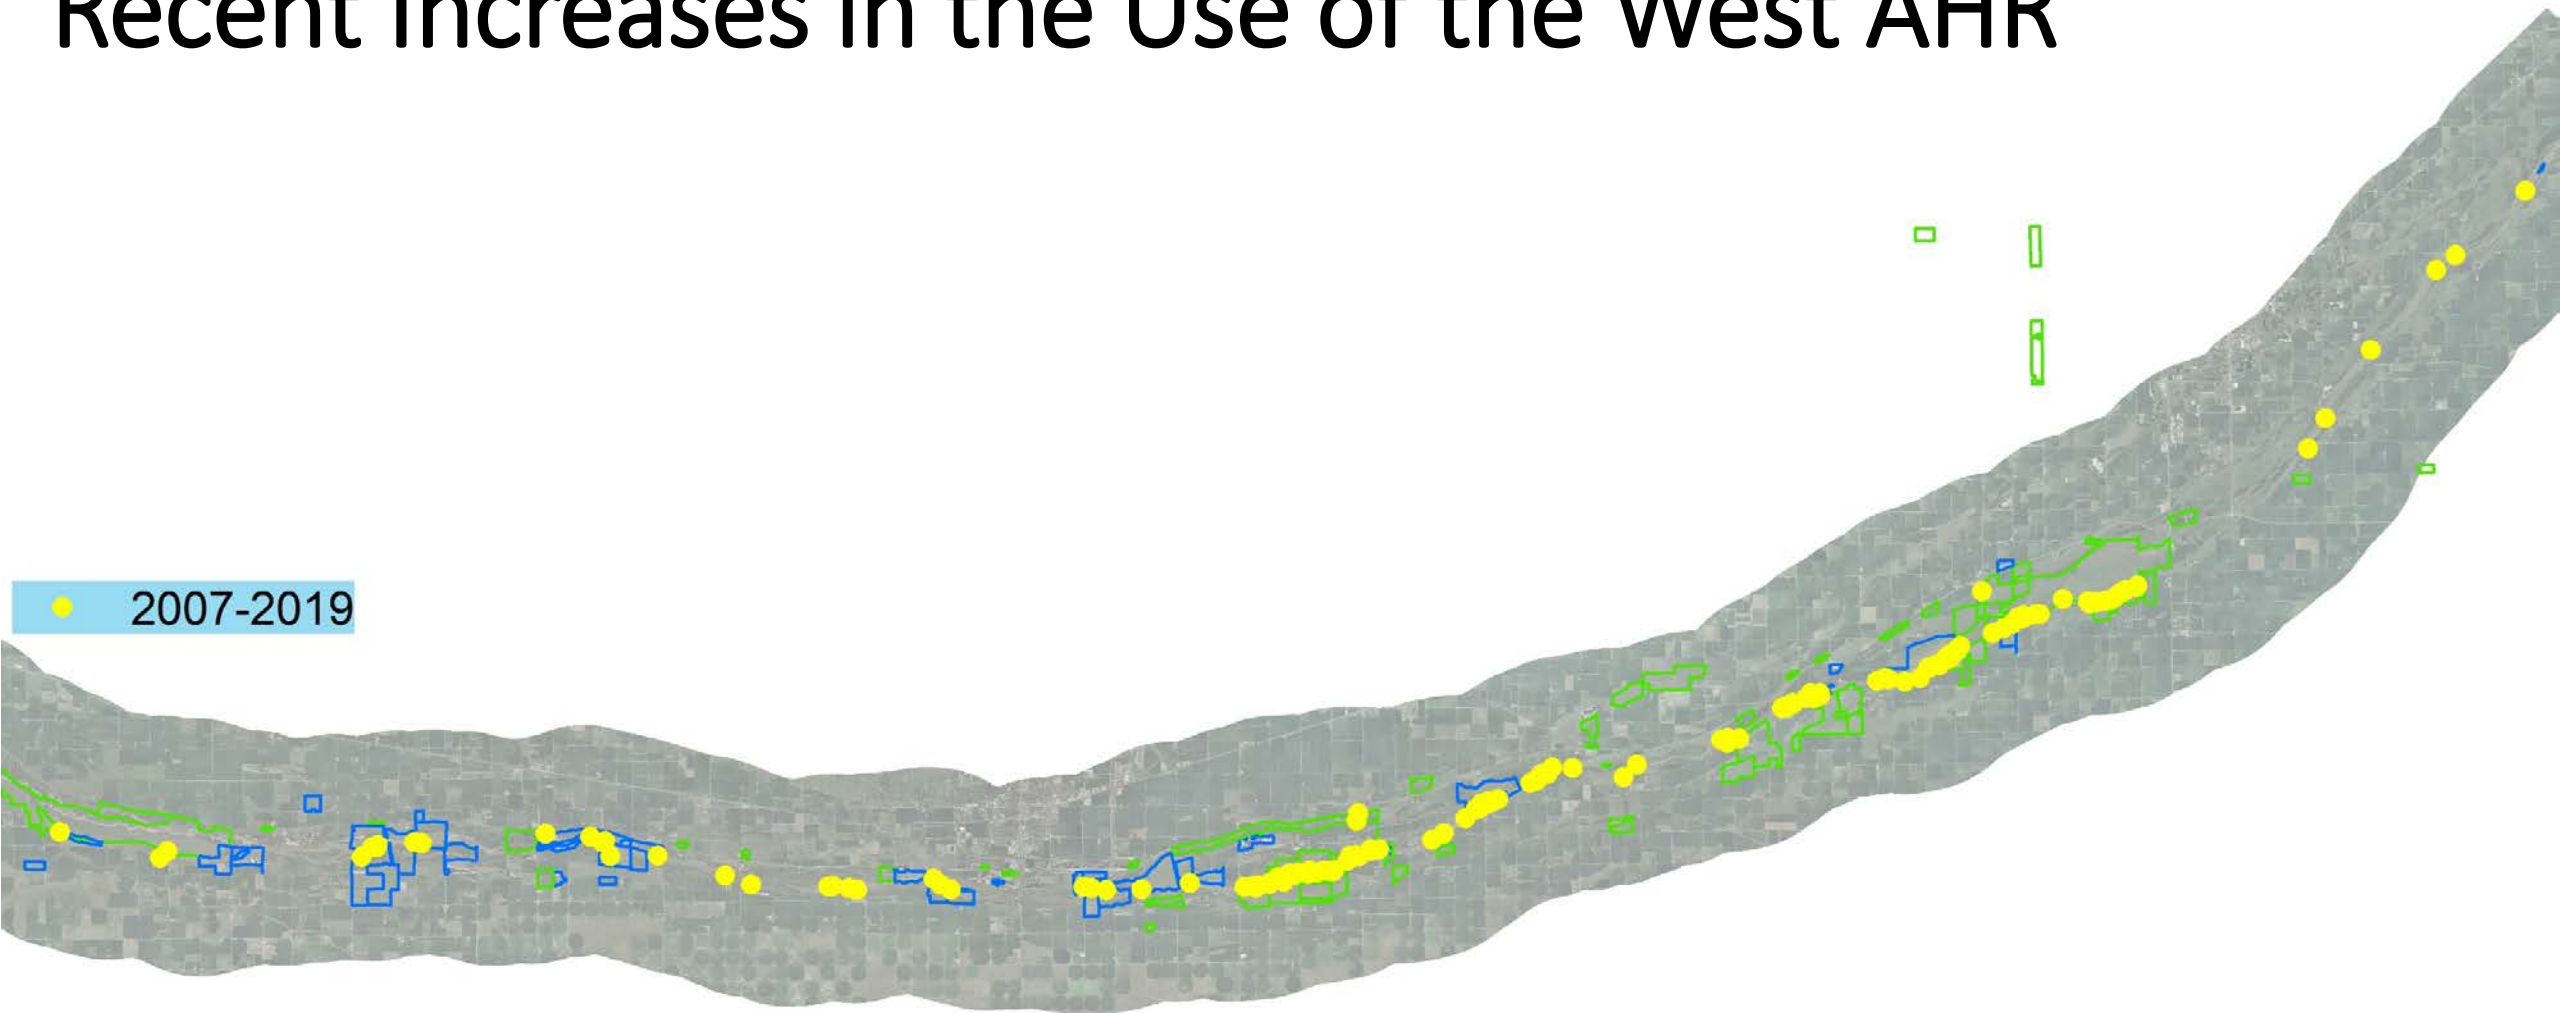 Recent Increases in the Use of the West AHR
2007-2019